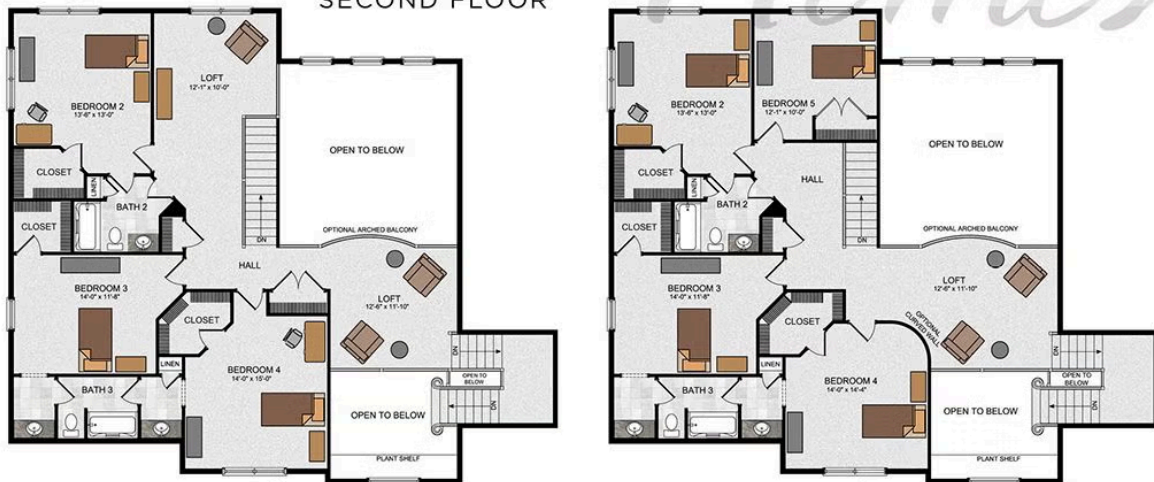 SECOND FLOOR
LOFT
12'-1" x 10'-0"
BEDROOM 2
13'-6" x 13'-0"
OPEN TO BELOW
CLOSET
LINEN
BATH 2
CLOSET
DN
OPTIONAL ARCHED BALCONY
HALL
BEDROOM 3
14'-0" x 11'-8"
LOFT
12'-6" x 11'-10"
CLOSET
DN
LINEN
BEDROOM 4
14'-0" x 15'-0"
OPEN TO
BELOW
BATH 3
DN
OPEN TO BELOW
PLANT SHELF
Homes
BEDROOM 2
13'-6" x 13'-0"
BEDROOM 5
12'-1" x 10'-0"
OPEN TO BELOW
CLOSET
HALL
LINEN
BATH 2
CLOSET
DN
OPTIONAL ARCHED BALCONY
BEDROOM 3
14'-0" x 11'-8"
LOFT
12'-6" x 11'-10"
CLOSET
OPTIONAL
CURVED WALL
DN
LINEN
BEDROOM 4
14'-0" x 14'-4"
OPEN TO
BELOW
BATH 3
DN
OPEN TO BELOW
PLANT SHELF